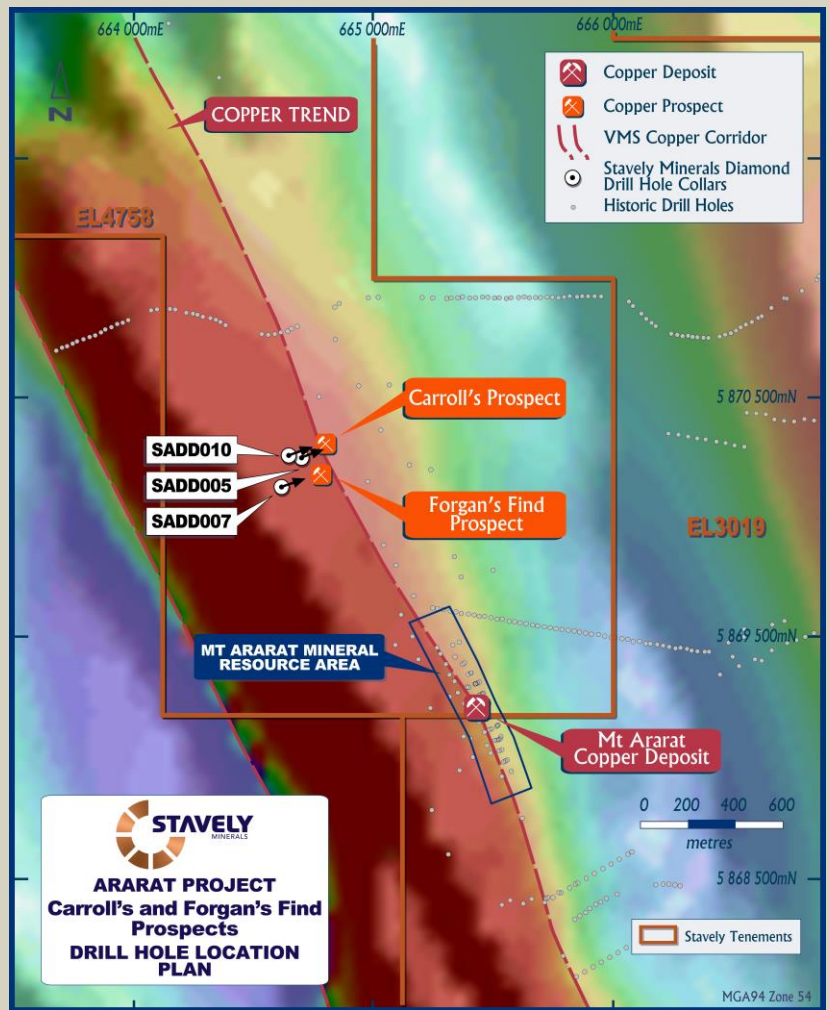 664 000mE
665 000mE
666 000mE
N
COPPER TREND
Copper Deposit
Copper Prospect
VMS Copper Corridor
Stavely Minerals Diamond
Drill Hole Collars
Historic Drill Holes
EL4758
Carroll's Prospect
5 870 500mN
SADD010
SADD005
SADD007
Forgan's Find
Prospect
EL3019
MT ARARAT MINERAL
RESOURCE AREA
5 869 500mN
Mt Ararat
Copper Deposit
0 200 400 600
metres
STAVELY
MINERALS
ARARAT PROJECT
Carroll's and Forgan's Find
Prospects
DRILL HOLE LOCATION
PLAN
5 868 500mN
Stavely Tenements
MGA94 Zone 54